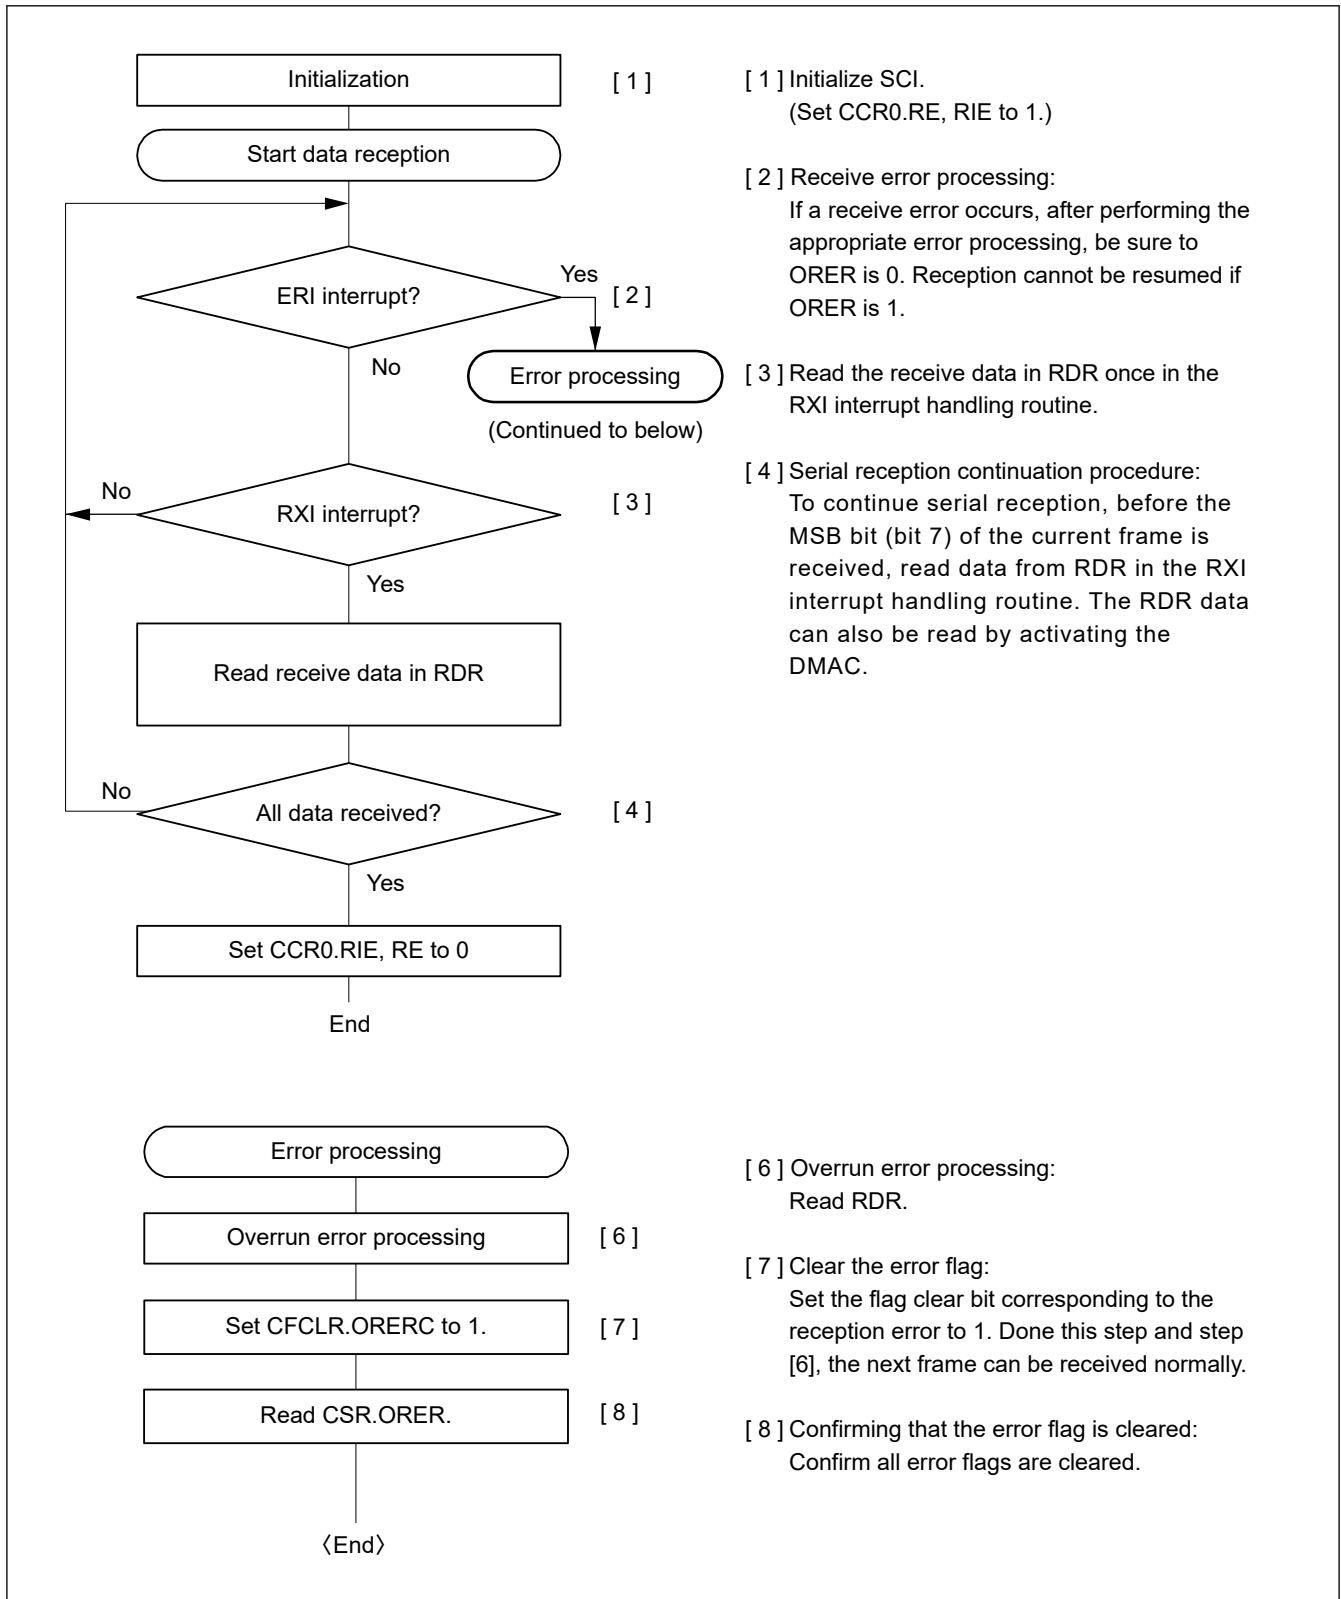 Initialization
[ 1 ]
Start data reception
ERI interrupt?
Yes
[ 2 ]
No
Error processing
(Continued to below)
No
RXI interrupt?
[ 3 ]
Yes
Read receive data in RDR
No
All data received?
[ 4 ]
Yes
Set CCR0.RIE, RE to 0
End
[ 1 ] Initialize SCI.
(Set CCR0.RE, RIE to 1.)
[ 2 ] Receive error processing:
If a receive error occurs, after performing the
appropriate error processing, be sure to
ORER is 0. Reception cannot be resumed if
ORER is 1.
[ 3 ] Read the receive data in RDR once in the
RXI interrupt handling routine.
[ 4 ] Serial reception continuation procedure:
To continue serial reception, before the
MSB bit (bit 7) of the current frame is
received, read data from RDR in the RXI
interrupt handling routine. The RDR data
can also be read by activating the
DMAC.
Error processing
Overrun error processing
[ 6 ]
Set CFCLR.ORERC to 1.
[ 7 ]
Read CSR.ORER.
[ 8 ]
〈End〉
[ 6 ] Overrun error processing:
Read RDR.
[ 7 ] Clear the error flag:
Set the flag clear bit corresponding to the
reception error to 1. Done this step and step
[6], the next frame can be received normally.
[ 8 ] Confirming that the error flag is cleared:
Confirm all error flags are cleared.